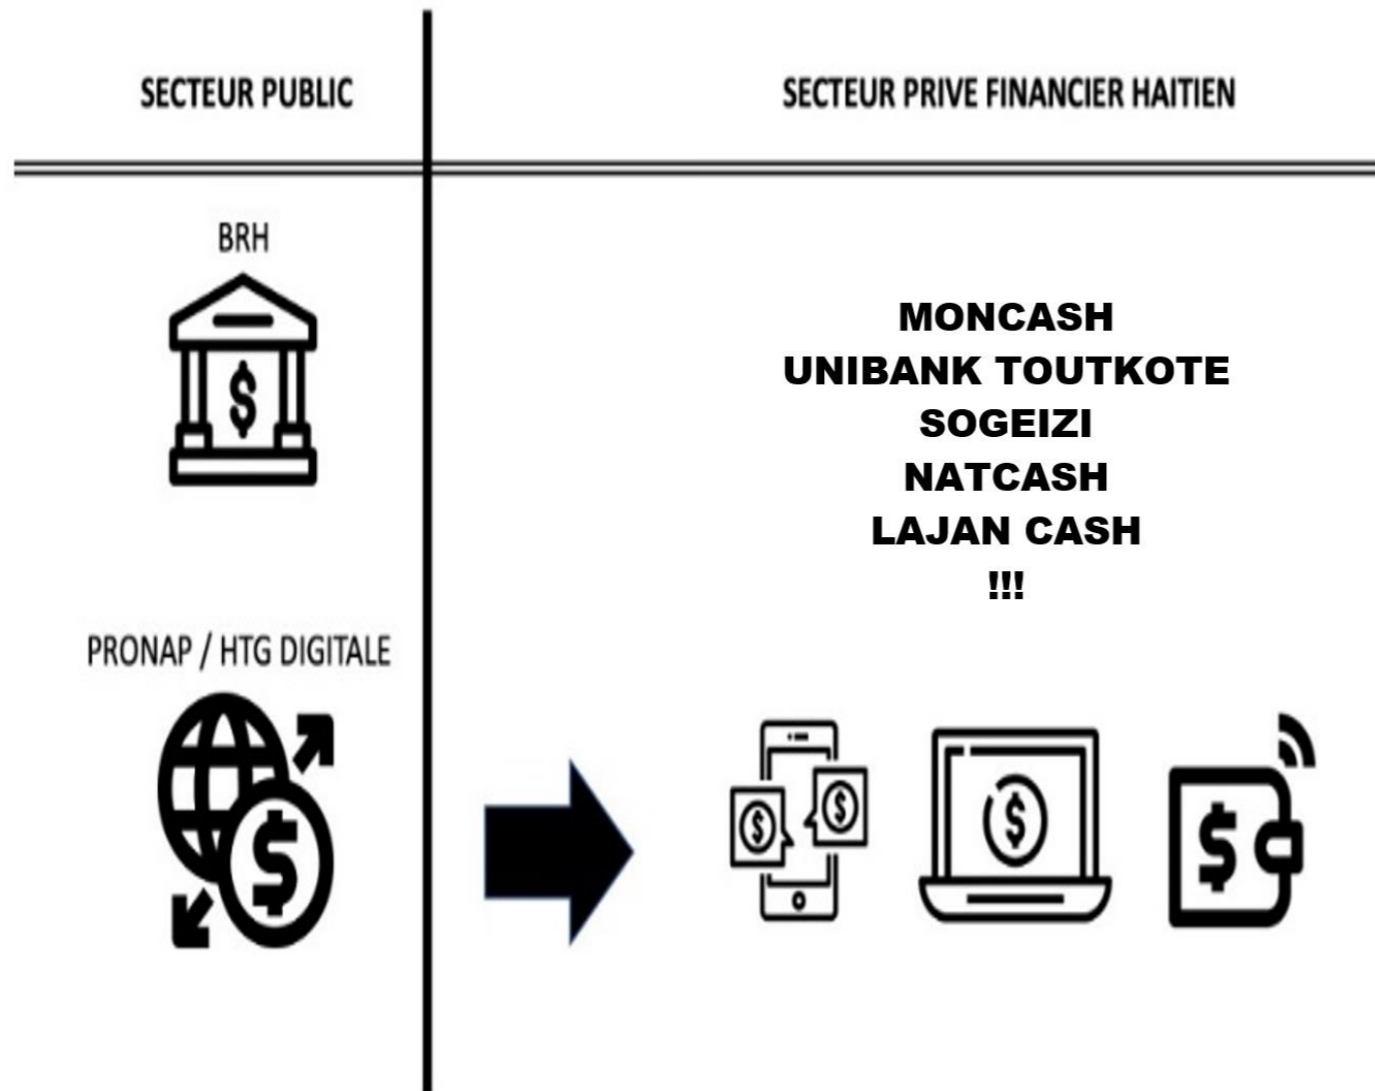 SECTEUR PUBLIC
SECTEUR PRIVE FINANCIER HAITIEN
BRH
$
MONCASH
UNIBANK TOUTKOTE
SOGEIZI
NATCASH
LAJAN CASH
!!!
PRONAP / HTG DIGITALE
$
$ $
$
$